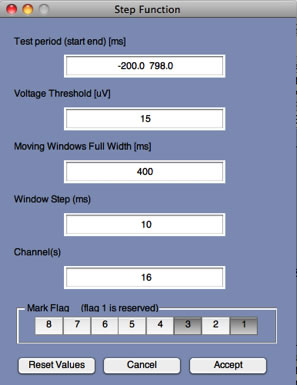 Step Function
Test period (start end) [ms]
-200.0 798.0
Voltage Threshold [uV]
15
Moving Windows Full Width [ms]
400
Window Step (ms)
10
Channel(s)
16
Mark Flag (flag 1 is reserved)
8 7 6 5 4 3 2 1
Reset Values Cancel Accept